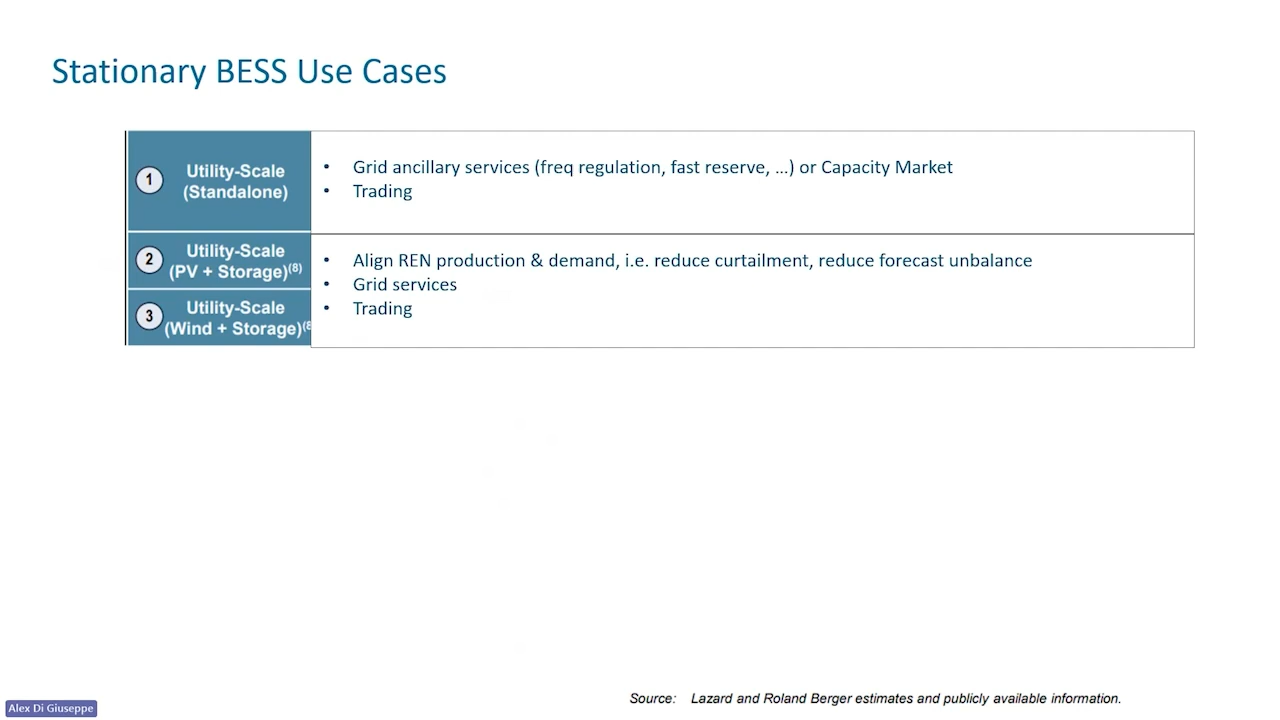 Stationary BESS Use Cases
1
Utility-Scale
(Standalone)
• Grid ancillary services (freq regulation, fast reserve, ...) or Capacity Market
• Trading
2
Utility-Scale
(PV + Storage)(8)
3
Utility-Scale
(Wind + Storage)(8
• Align REN production & demand, i.e. reduce curtailment, reduce forecast unbalance
• Grid services
• Trading
Source: Lazard and Roland Berger estimates and publicly available information.
Alex Di Giuseppe